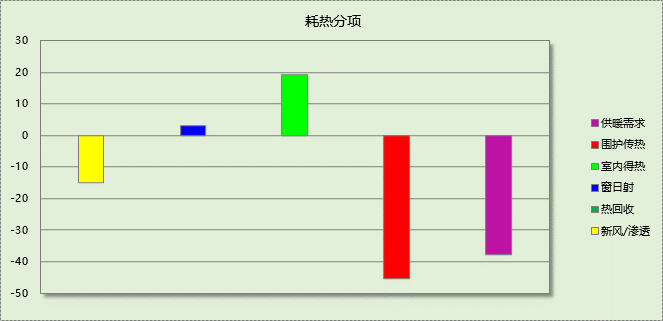 耗热分项
30
20
10
0
-10
-20
-30
-40
-50
供暖需求
围护传热
室内得热
窗日射
热回收
新风/渗透